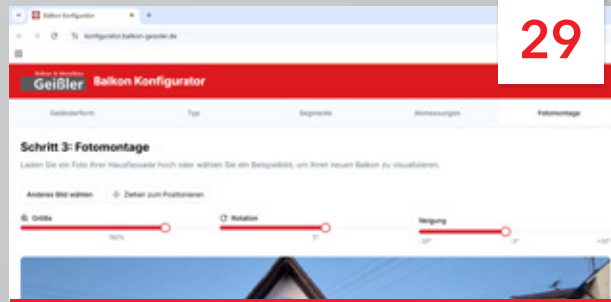 Balkon Konfigurator
29
konfigurator.balkon-geissler.de
Geißler Balkon Konfigurator
Geländerform Typ Segmente Abmessungen Fotomontage
Schritt 3: Fotomontage
Laden Sie ein Foto Ihrer Hausfassade hoch oder wählen Sie ein Beispielbild, um Ihren neuen Balkon zu visualisieren.
Anderes Bild wählen Ziehen zum Positionieren
Größe Rotation Neigung